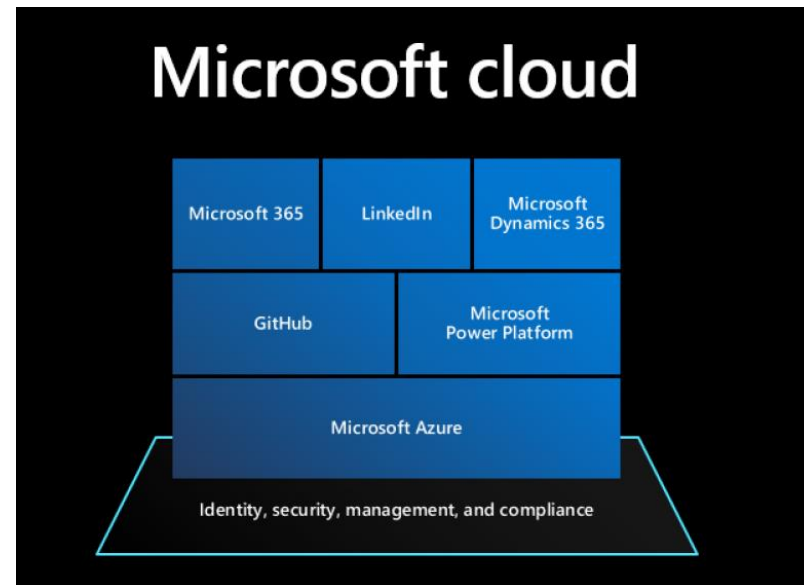 Microsoft cloud
Microsoft 365
LinkedIn
Microsoft
Dynamics 365
GitHub
Microsoft
Power Platform
Microsoft Azure
Identity, security, management, and compliance